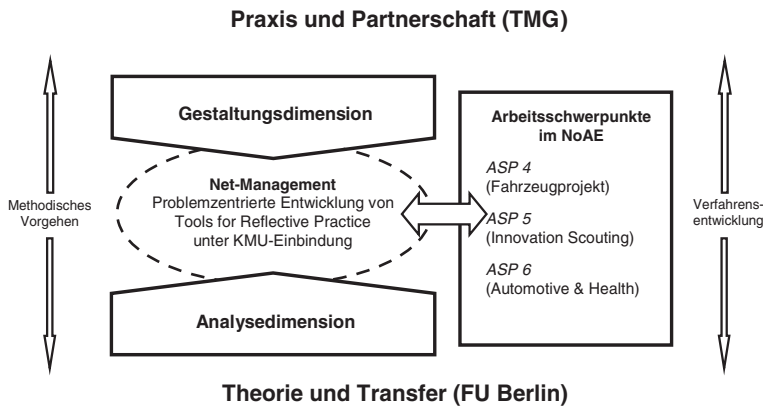 Praxis und Partnerschaft (TMG)
Gestaltungsdimension
Methodisches
Vorgehen
Net-Management
Problemzentrierte Entwicklung von
Tools for Reflective Practice
unter KMU-Einbindung
Analysedimension
Arbeitsschwerpunkte
im NoAE
ASP 4
(Fahrzeugprojekt)
ASP 5
(Innovation Scouting)
ASP 6
(Automotive & Health)
Verfahrens-
entwicklung
Theorie und Transfer (FU Berlin)